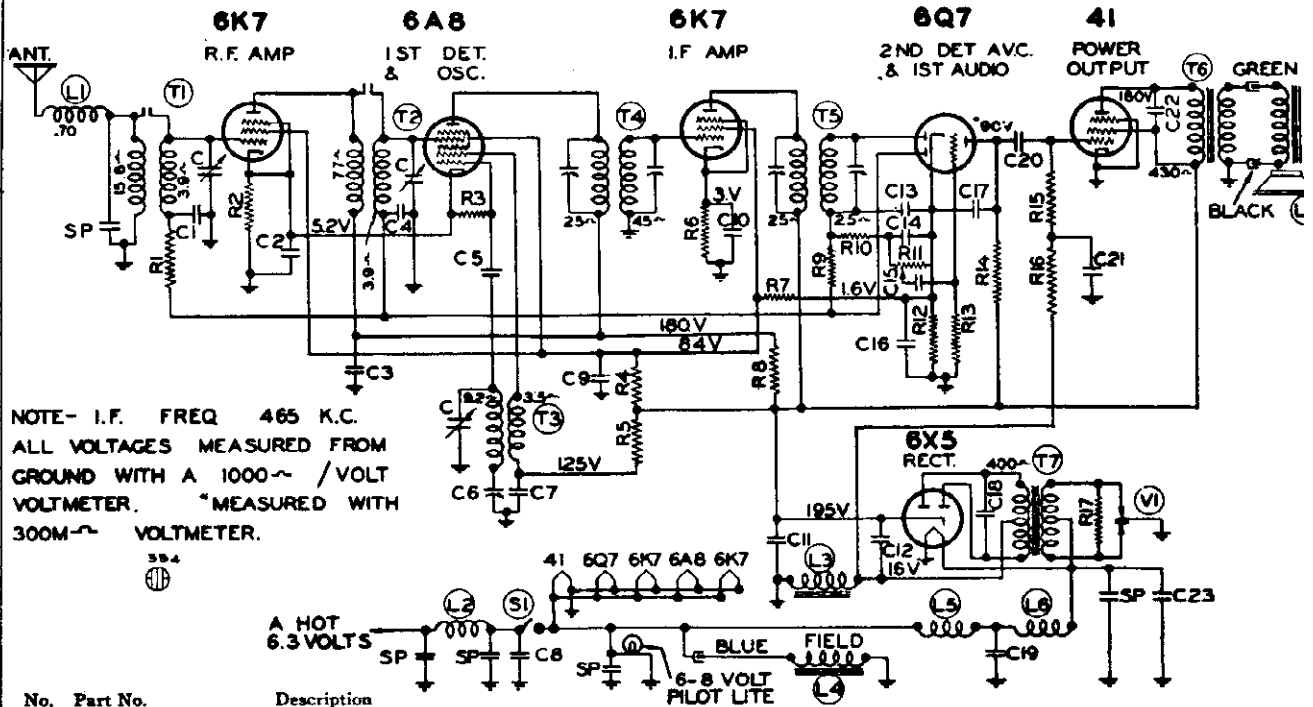 6K7 6A8 6K7 6Q7 41
ANT. R.F. AMP 1ST DET. & OSC. I.F AMP 2ND DET AVC. & 1ST AUDIO POWER OUTPUT
L1
.70
T1
15.8~
3.9~
C
SP
C1
R1
R2
C2
5.2V
77~
T2
C
C4
3.9~
R3
C5
T4
25~
45~
3.V
R6
C10
T5
25~
2.5~
C13
C14
R10
R11
C15
R9
R7
1.6V
C16
R12
R13
C17
R14
"90V
C20
R15
R16
C21
180V
C22
T6
430~
GREEN
BLACK
L
180V
84V
C3
C9
R4
R8
R5
C
9.2~
3.5~
T3
C6
C7
125V
NOTE- I.F. FREQ 465 K.C.
ALL VOLTAGES MEASURED FROM
GROUND WITH A 1000~ /VOLT
VOLTMETER. "MEASURED WITH
300M~ VOLTMETER.
394
6X5
RECT.
195V
C11
C12
16V
L3
C18
400~
T7
R17
V1
SP
C23
41 6Q7 6K7 6A8 6K7
A HOT
6.3 VOLTS
L2
S1
SP
SP
C8
SP
6-8 VOLT
PILOT LITE
BLUE
FIELD
L4
L5
L6
C19
No. Part No. Description